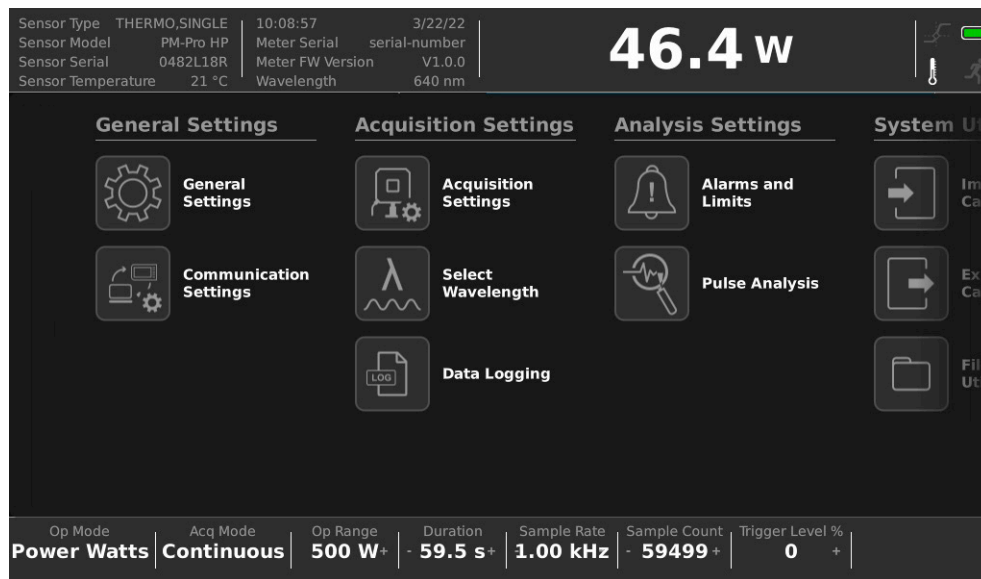 Sensor Type THERMO,SINGLE
Sensor Model PM-Pro HP
Sensor Serial 0482L18R
Sensor Temperature 21 °C
10:08:57 3/22/22
Meter Serial serial-number
Meter FW Version V1.0.0
Wavelength 640 nm
46.4 W
General Settings
General
Settings
Communication
Settings
Acquisition Settings
Acquisition
Settings
λ
Select
Wavelength
LOG
Data Logging
Analysis Settings
!
Alarms and
Limits
Pulse Analysis
System
Op Mode
Power Watts
Acq Mode
Continuous
Op Range
500 W +
Duration
- 59.5 s +
Sample Rate
1.00 kHz
Sample Count
- 59499 +
Trigger Level %
0 +